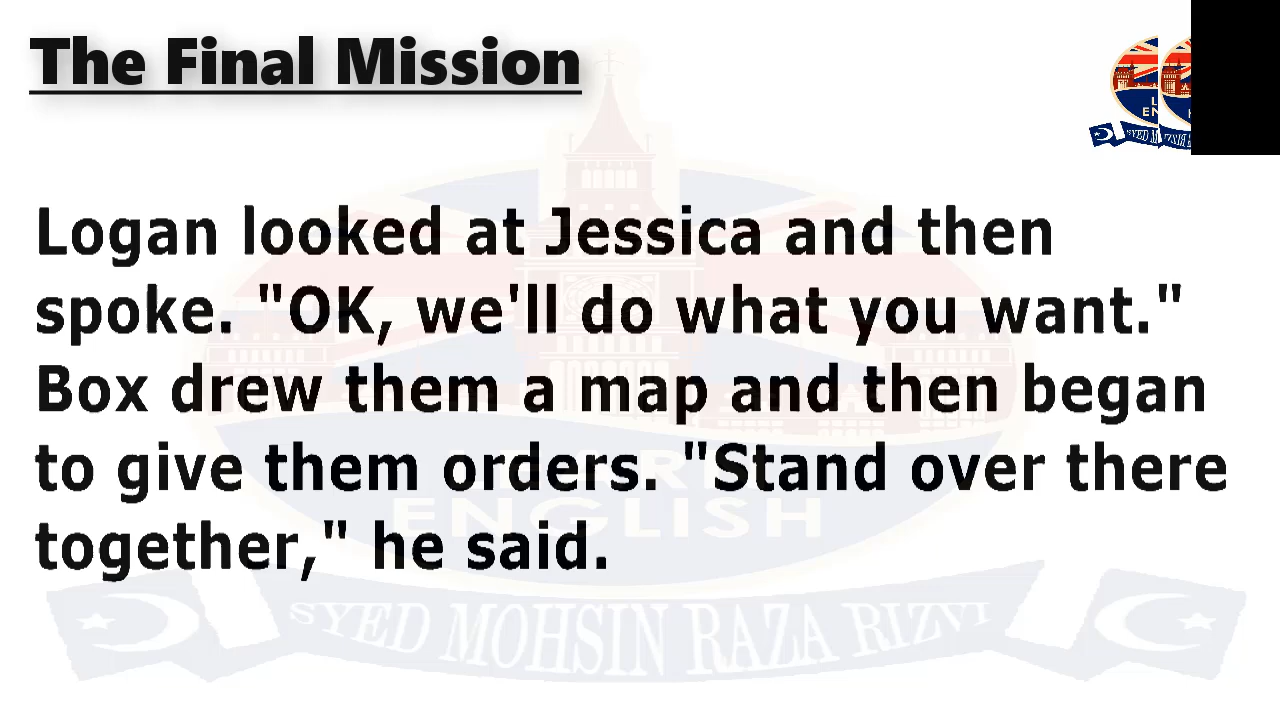 The Final Mission
Logan looked at Jessica and then
spoke. "OK, we'll do what you want."
Box drew them a map and then began
to give them orders. "Stand over there
together," he said.
ENGLISH
SYED MOHSIN RAZA RIZVI